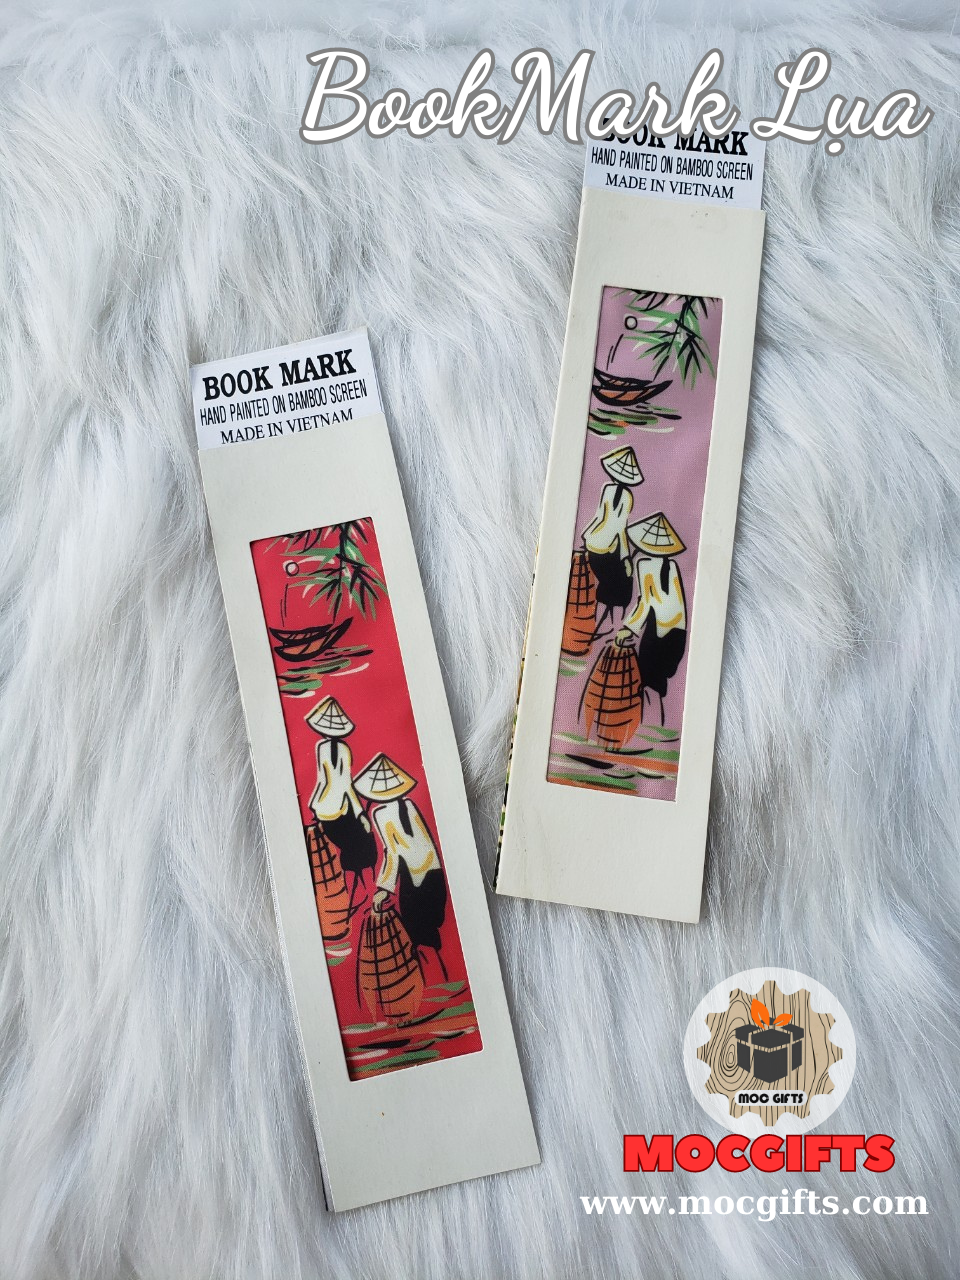 BookMark Lụa
BOOK MARK
HAND PAINTED ON BAMBOO SCREEN
MADE IN VIETNAM
BOOK MARK
HAND PAINTED ON BAMBOO SCREEN
MADE IN VIETNAM
MOC GIFTS
MOCGIFTS
www.mocgifts.com